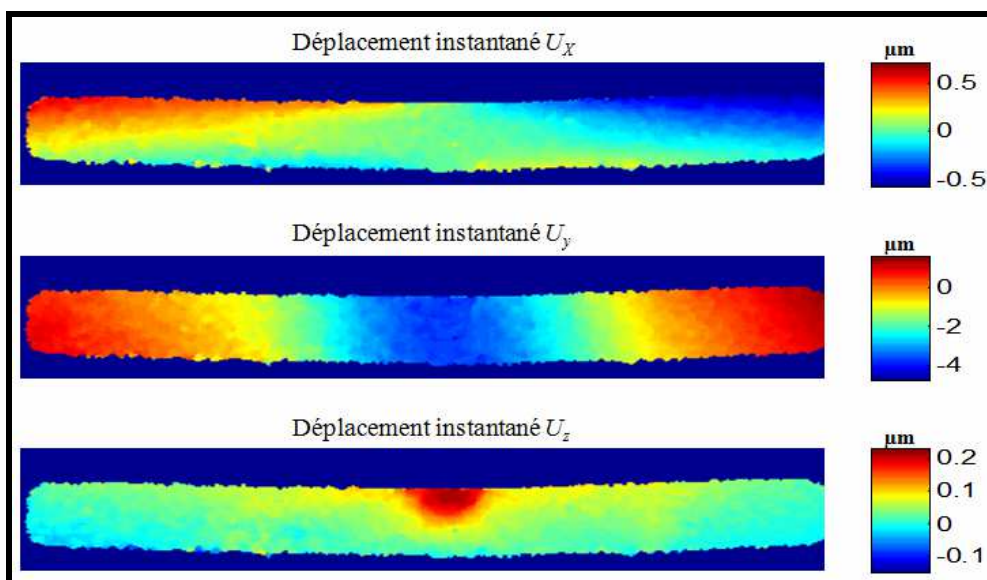 Déplacement instantané U_X
µm
0.5
0
-0.5
Déplacement instantané U_y
µm
0
-2
-4
Déplacement instantané U_z
µm
0.2
0.1
0
-0.1